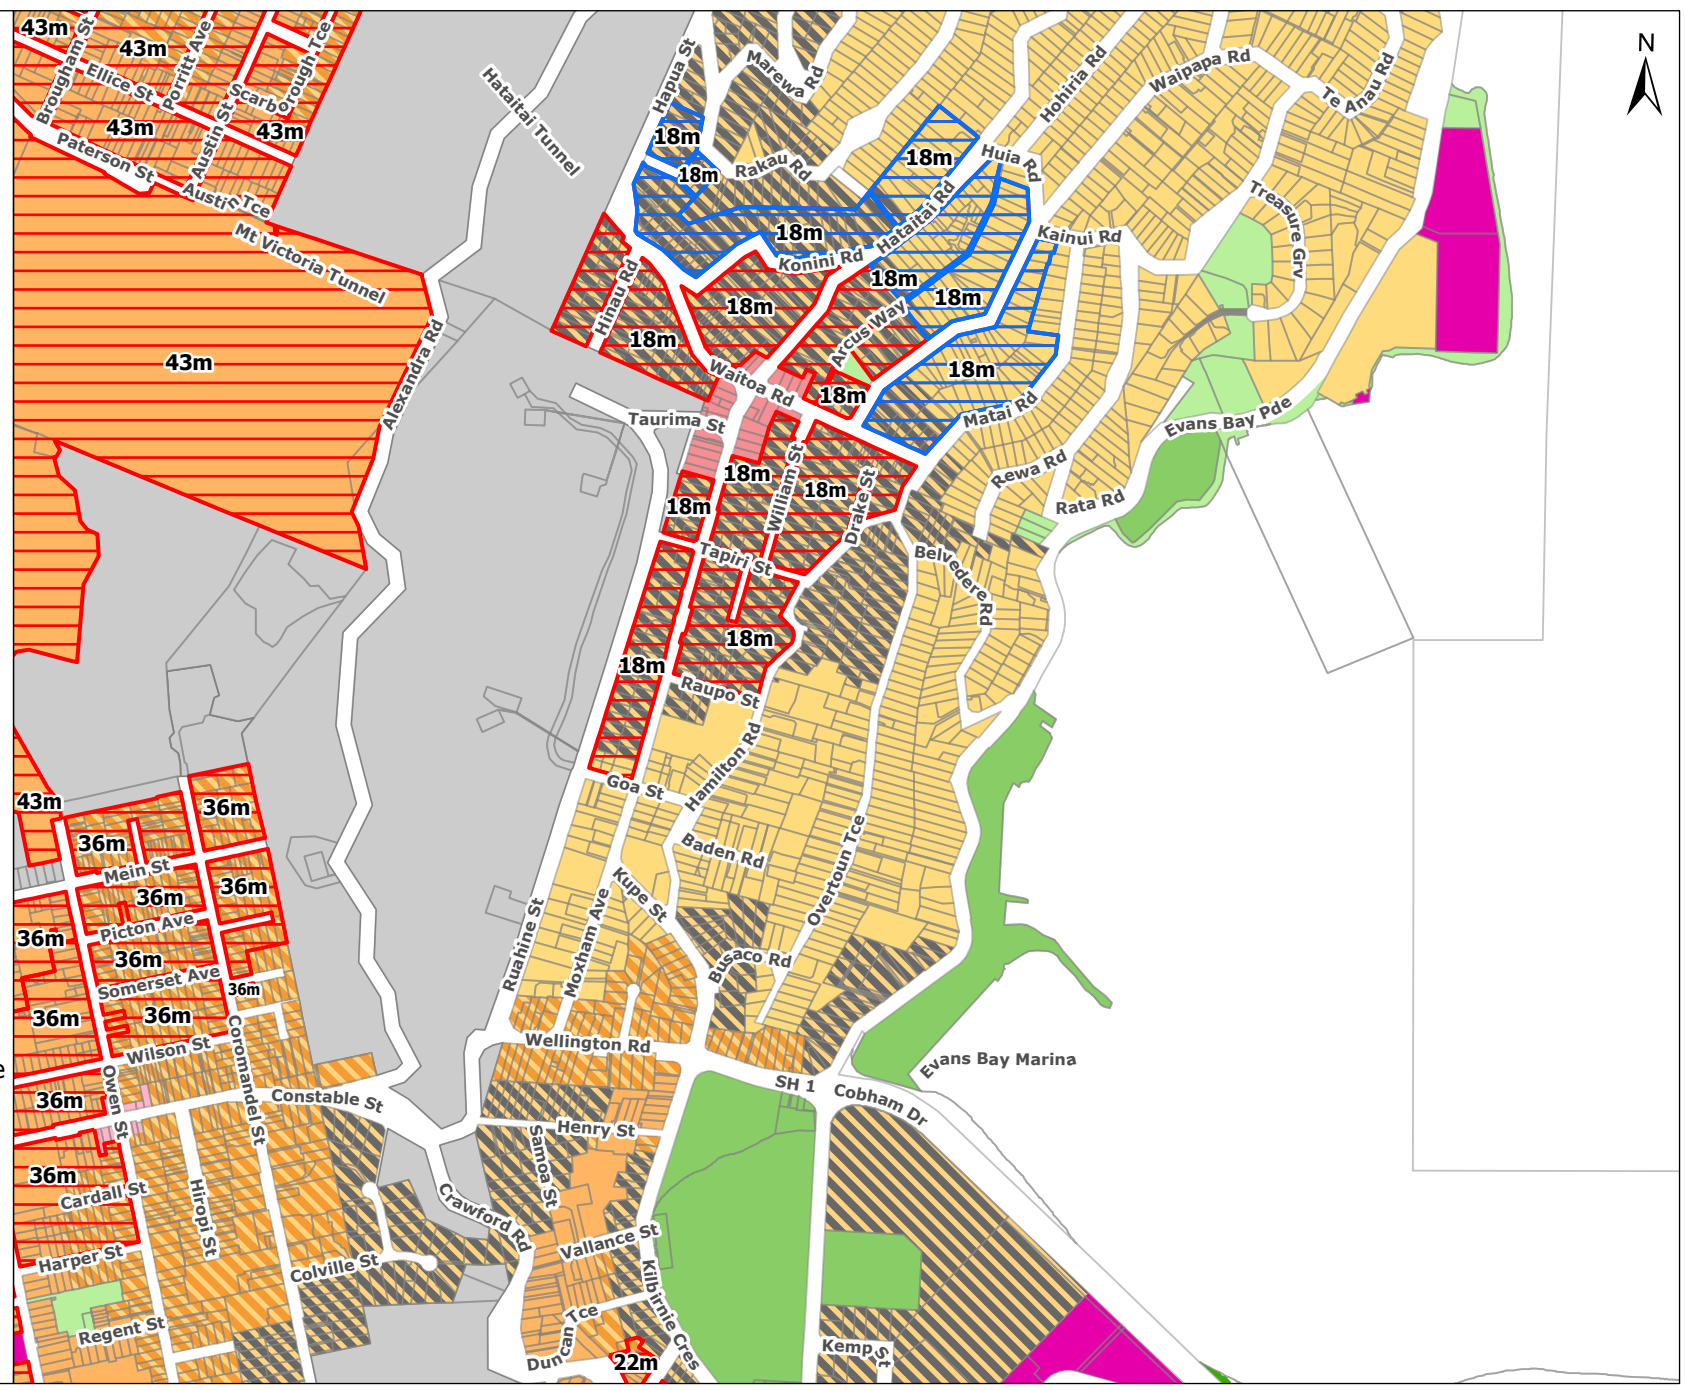 43m
Brougham St
43m
Porritt Ave
Scarborough Tce
Ellice St
43m
Austin St
43m
Paterson St
Austin Tce
Mt Victoria Tunnel
Hataitai Tunnel
Hapua St
Marewa Rd
18m
18m
Rakau Rd
18m
Huia Rd
Hohiria Rd
Waipapa Rd
Te Anau Rd
N
Hataitai Rd
18m
Konini Rd
Kainui Rd
Treasure Grv
Hinau Rd
18m
18m
18m
18m
Arcus Way
43m
Alexandra Rd
18m
18m
Waitoa Rd
Taurima St
Matai Rd
Evans Bay Pde
18m
William St
18m
Drake St
Rewa Rd
18m
Rata Rd
Tapiri St
Belvedere Rd
18m
18m
Raupo St
Hamilton Rd
Goa St
43m
36m
36m
Mein St
36m
36m
Picton Ave
36m
36m
Somerset Ave
36m
36m
36m
Wilson St
Coromandel St
Owen St
36m
Constable St
36m
Cardall St
Hiropi St
Harper St
Colville St
Regent St
Baden Rd
Overtoun Tce
Kupe St
Ruahine St
Moxham Ave
Busaco Rd
Wellington Rd
Evans Bay Marina
SH 1
Cobham Dr
Henry St
Samoa St
Crawford Rd
Vallance St
Kilbirnie Cres
Duncan Tce
22m
Kemp St
e